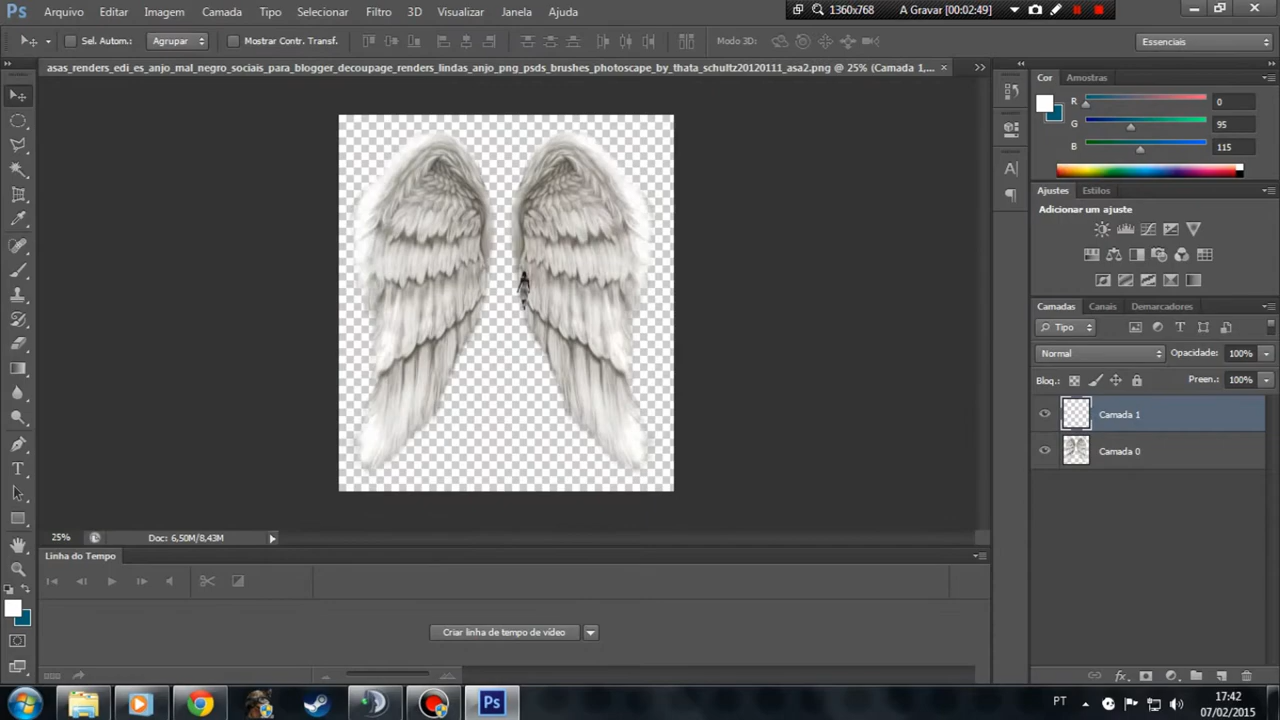 Ps Arquivo Editar Imagem Camada Tipo Selecionar Filtro 3D Visualizar Janela Ajuda
1360x768 A Gravar [00:02:49]
Sel. Autom.: Agrupar Mostrar Contr. Transf. Modo 3D: Essenciais
asas_renders_edi_es_anjo_mal_negro_sociais_para_blogger_decoupage_renders_lindas_anjo_png_psds_brushes_photoscape_by_thata_schultz20120111_asa2.png @ 25% (Camada 1,...
Cor Amostras
R 0
G 95
B 115
Ajustes Estilos
Adicionar um ajuste
Camadas Canais Demarcadores
Tipo
Normal Opacidade: 100%
Bloq.: Preen.: 100%
Camada 1
Camada 0
25% Doc: 6,50M/8,43M
Linha do Tempo
Criar linha de tempo de vídeo
Ps PT 17:42
07/02/2015